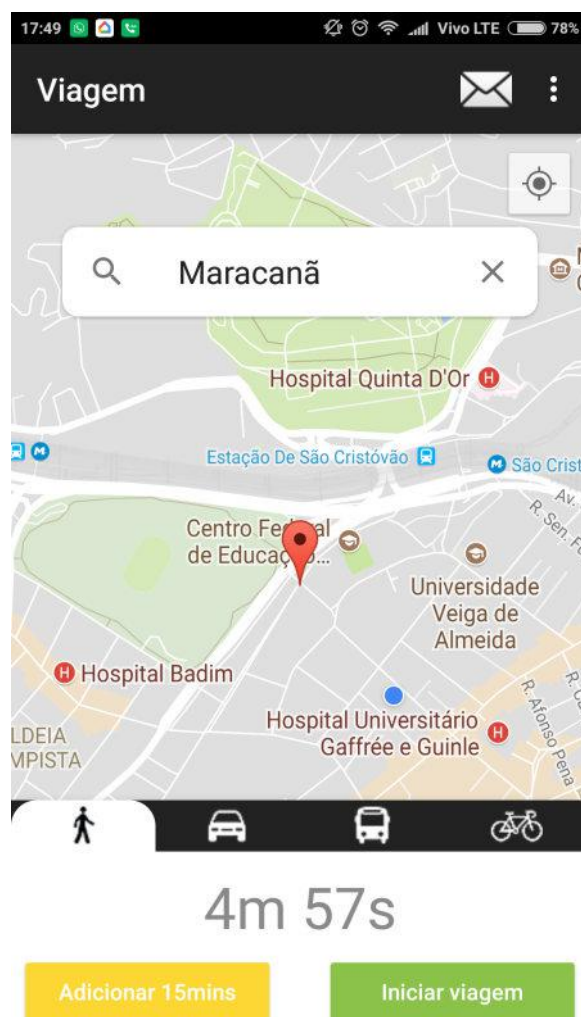 17:49 Vivo LTE 78%
Viagem
Maracanã
Hospital Quinta D'Or H
Estação De São Cristóvão
São Crist
Av.
R. Sen. F
Centro Federal
de Educação...
Universidade
Veiga de
Almeida
H Hospital Badim
R. Afonso Pena
LDEIA
MPISTA
Hospital Universitário
Gaffrée e Guinle H
4m 57s
Adicionar 15mins
Iniciar viagem